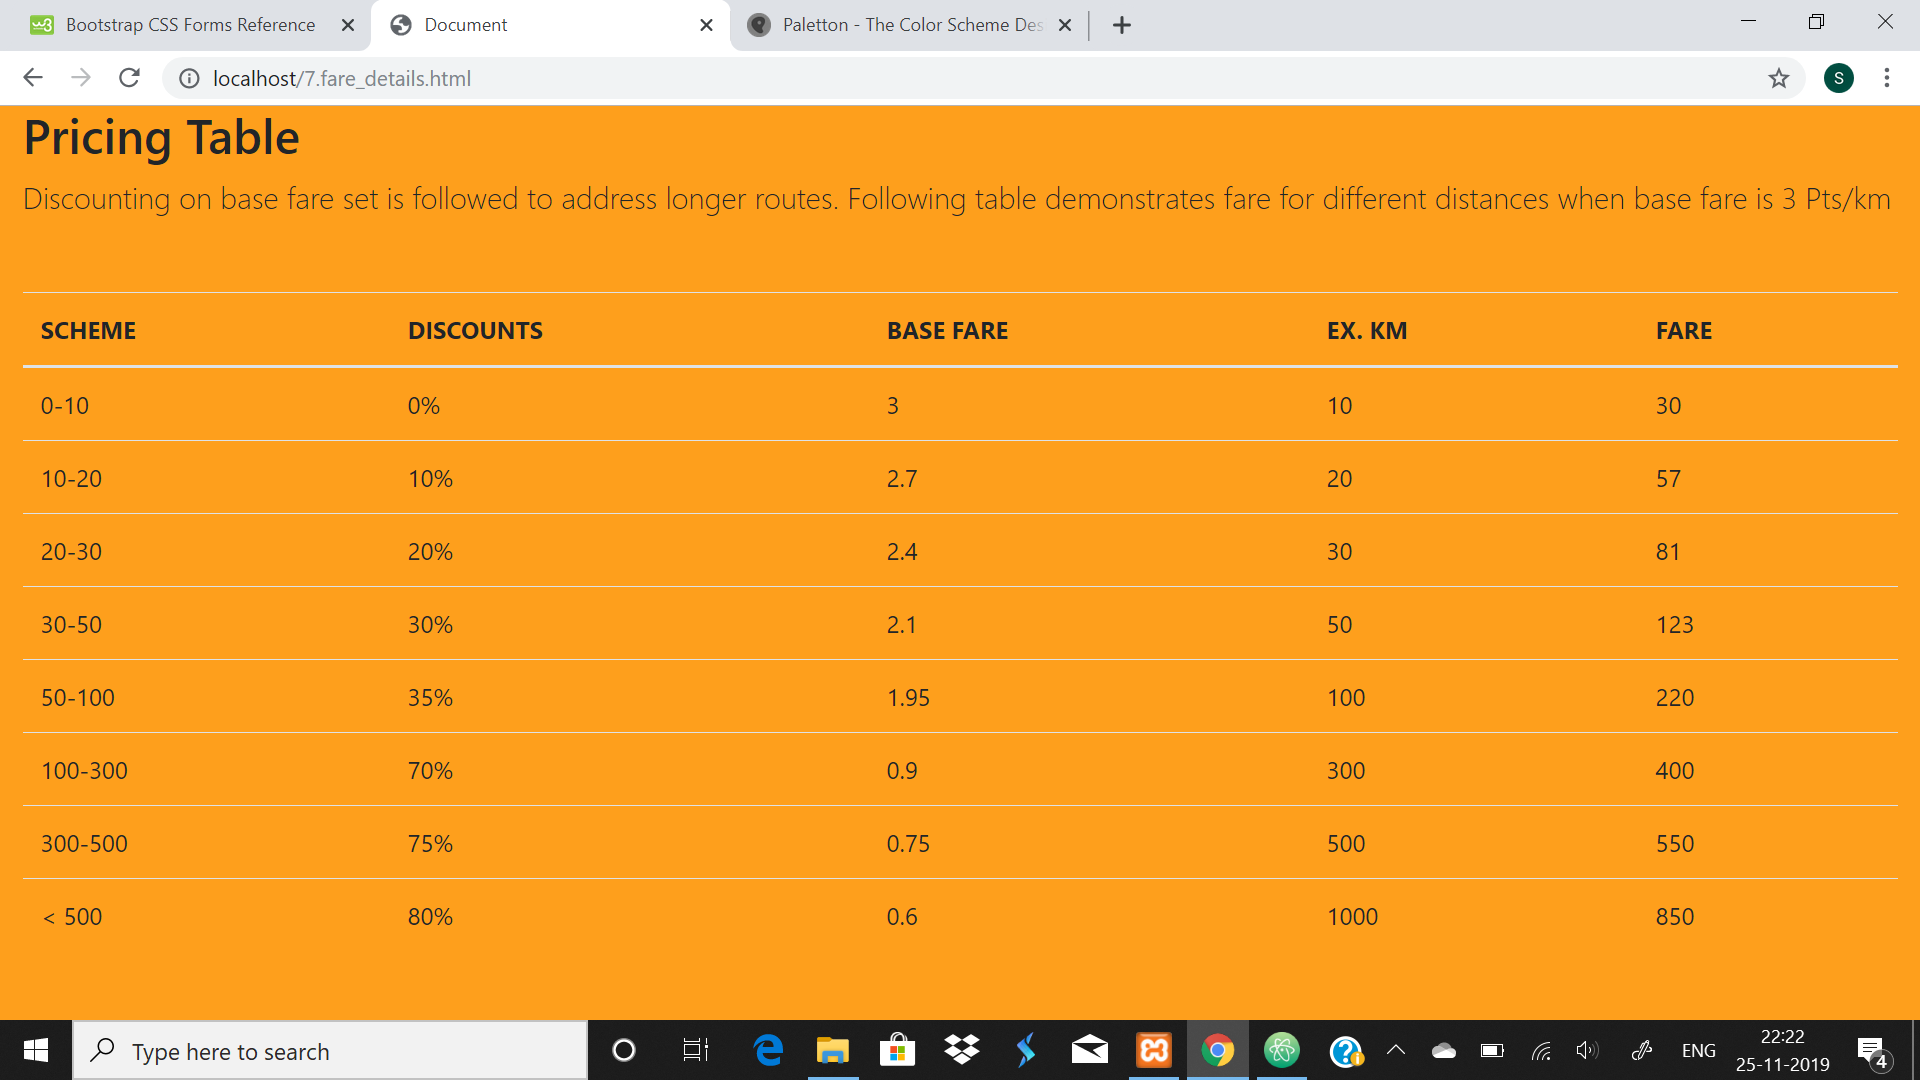 Bootstrap CSS Forms Reference
Document
Paletton - The Color Scheme Des
localhost/7.fare_details.html
S
Pricing Table
Discounting on base fare set is followed to address longer routes. Following table demonstrates fare for different distances when base fare is 3 Pts/km
SCHEME DISCOUNTS BASE FARE EX. KM FARE
0-10 0% 3 10 30
10-20 10% 2.7 20 57
20-30 20% 2.4 30 81
30-50 30% 2.1 50 123
50-100 35% 1.95 100 220
100-300 70% 0.9 300 400
300-500 75% 0.75 500 550
< 500 80% 0.6 1000 850
Type here to search
ENG
22:22
25-11-2019
4